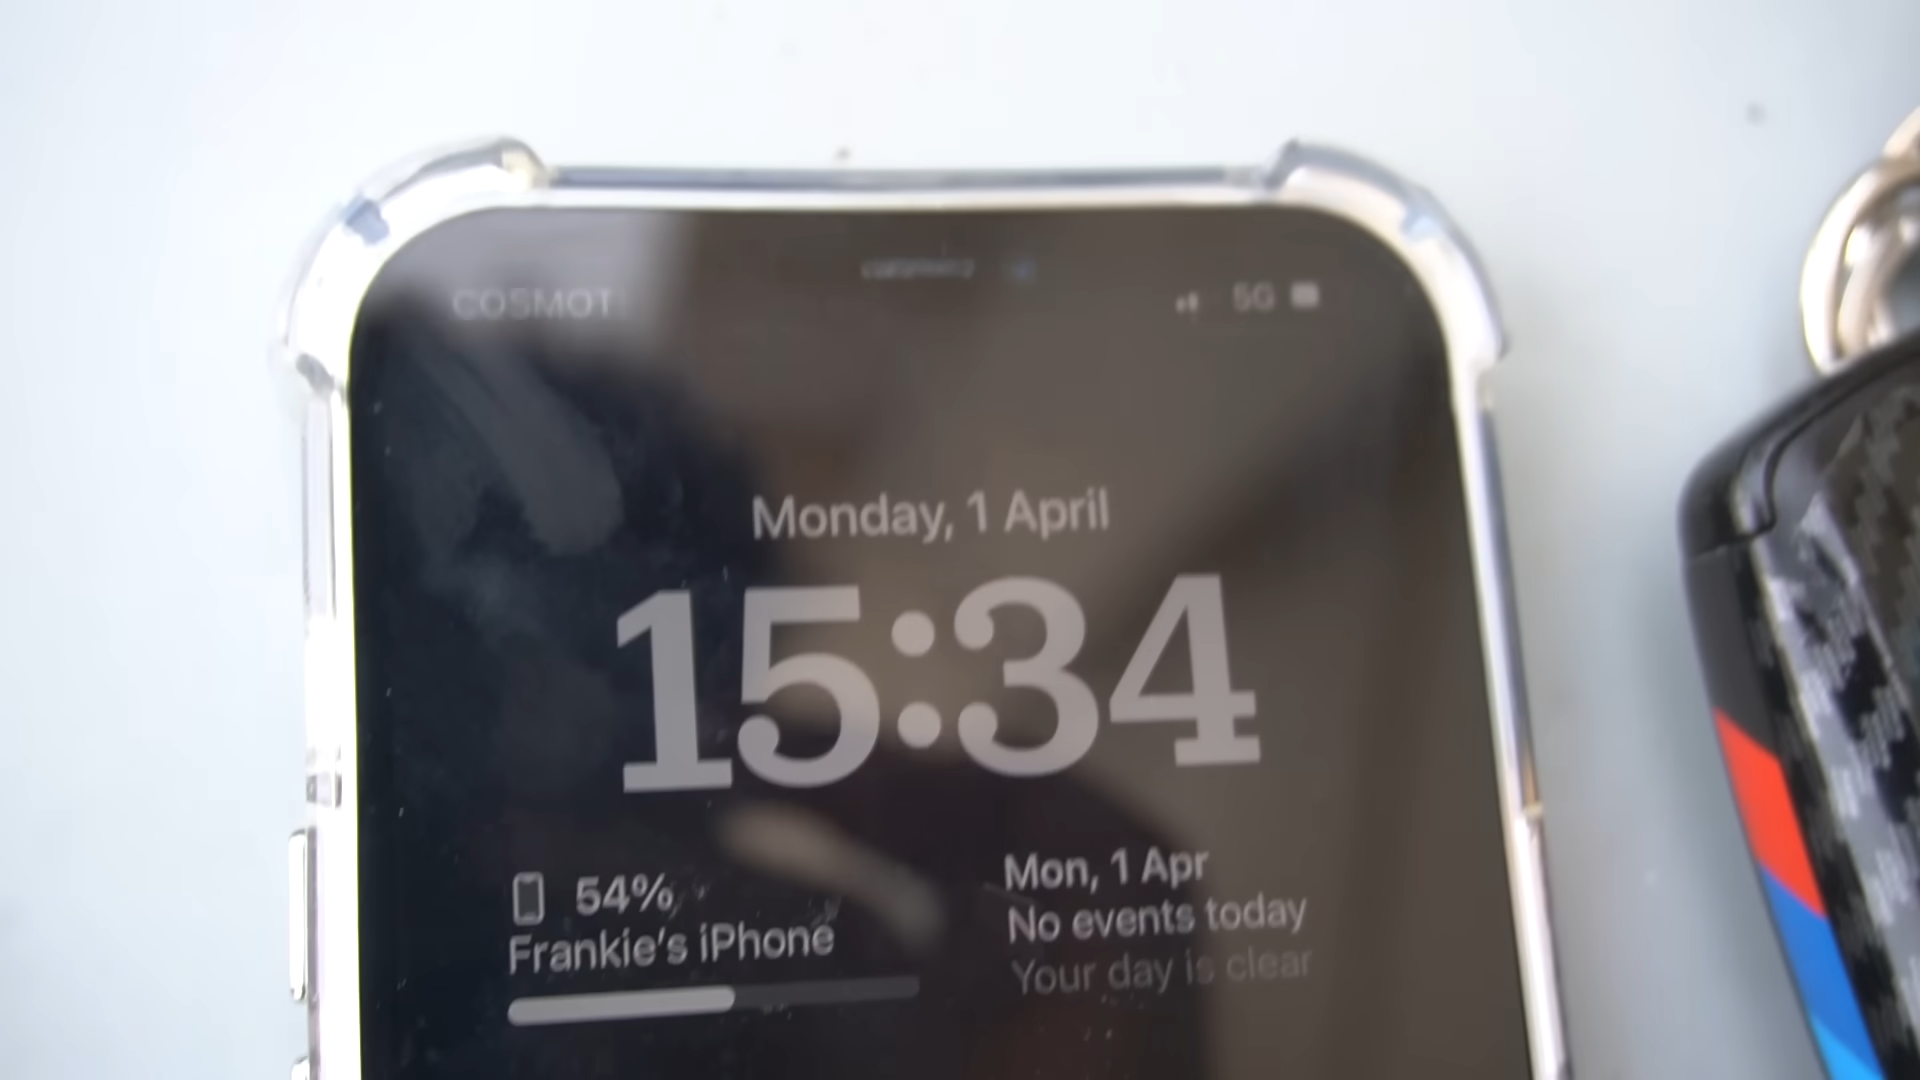 COSMOT
5G
Monday, 1 April
15:34
54%
Frankie's iPhone
Mon, 1 Apr
No events today
Your day is clear